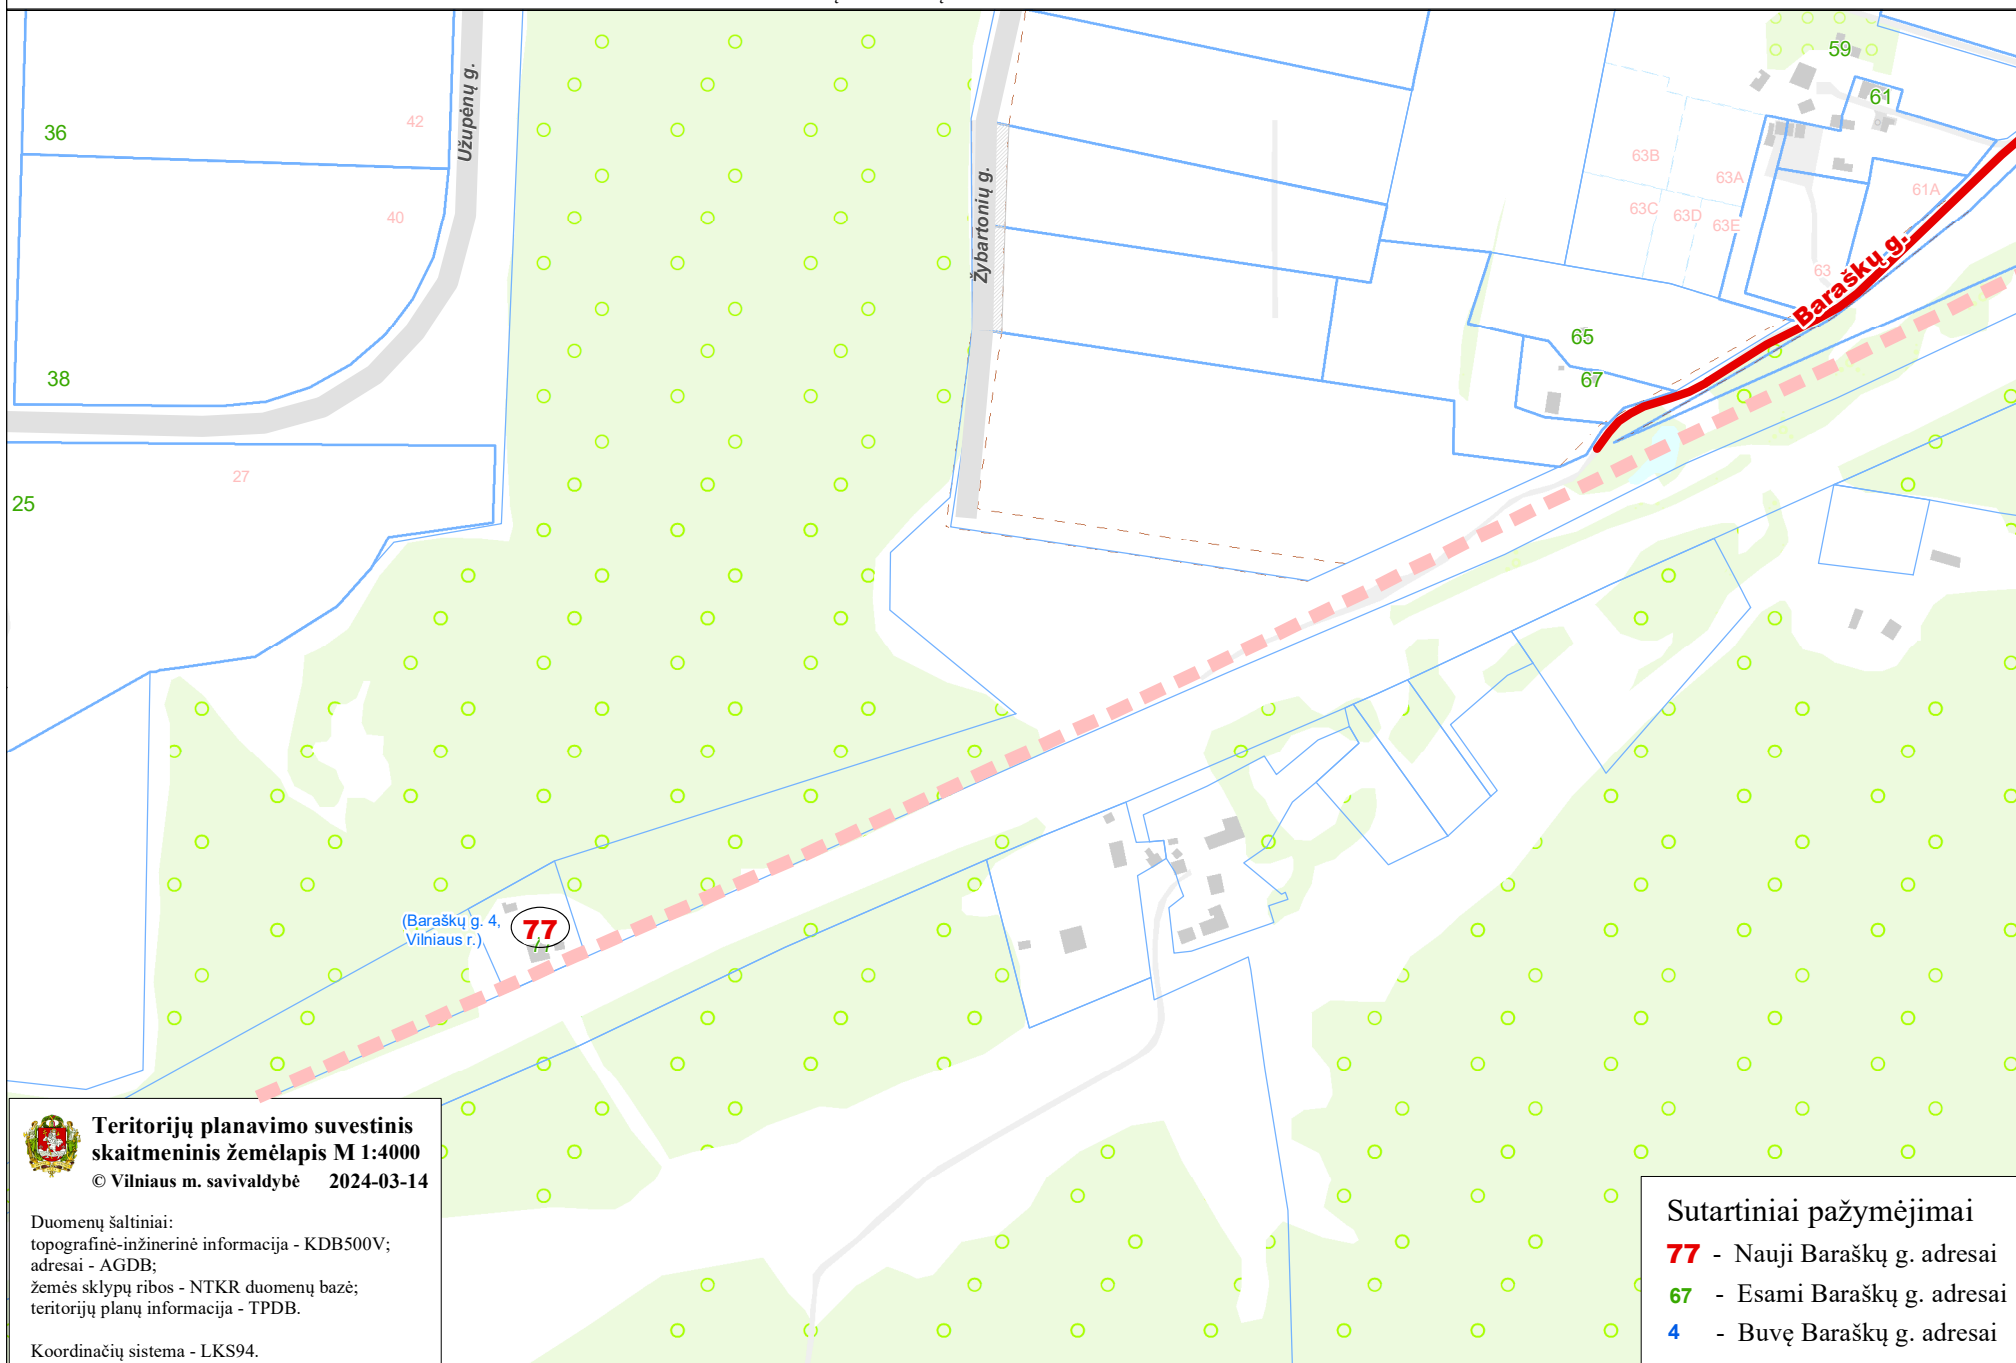 59
61
36
42
Užupėnų g.
63B
63A
61A
40
Žybartonių g.
63C
63D
63E
63
Baraškų g.
65
38
67
27
25
(Baraškų g. 4,
Vilniaus r.)
77
Teritorijų planavimo suvestinis
skaitmeninis žemėlapis M 1:4000
© Vilniaus m. savivaldybė 2024-03-14
Duomenų šaltiniai:
topografinė-inžinerinė informacija - KDB500V;
adresai - AGDB;
žemės sklypų ribos - NTKR duomenų bazė;
teritorijų planų informacija - TPDB.
Koordinačių sistema - LKS94.
Sutartiniai pažymėjimai
77 - Nauji Baraškų g. adresai
67 - Esami Baraškų g. adresai
4 - Buvę Baraškų g. adresai